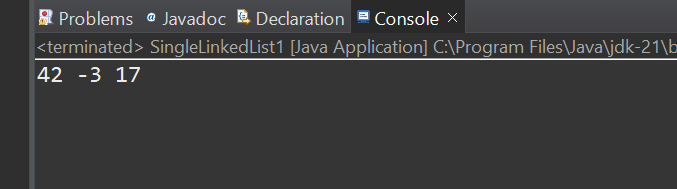 Problems @ Javadoc Declaration Console ×
<terminated> SingleLinkedList1 [Java Application] C:\Program Files\Java\jdk-21\b
42 -3 17